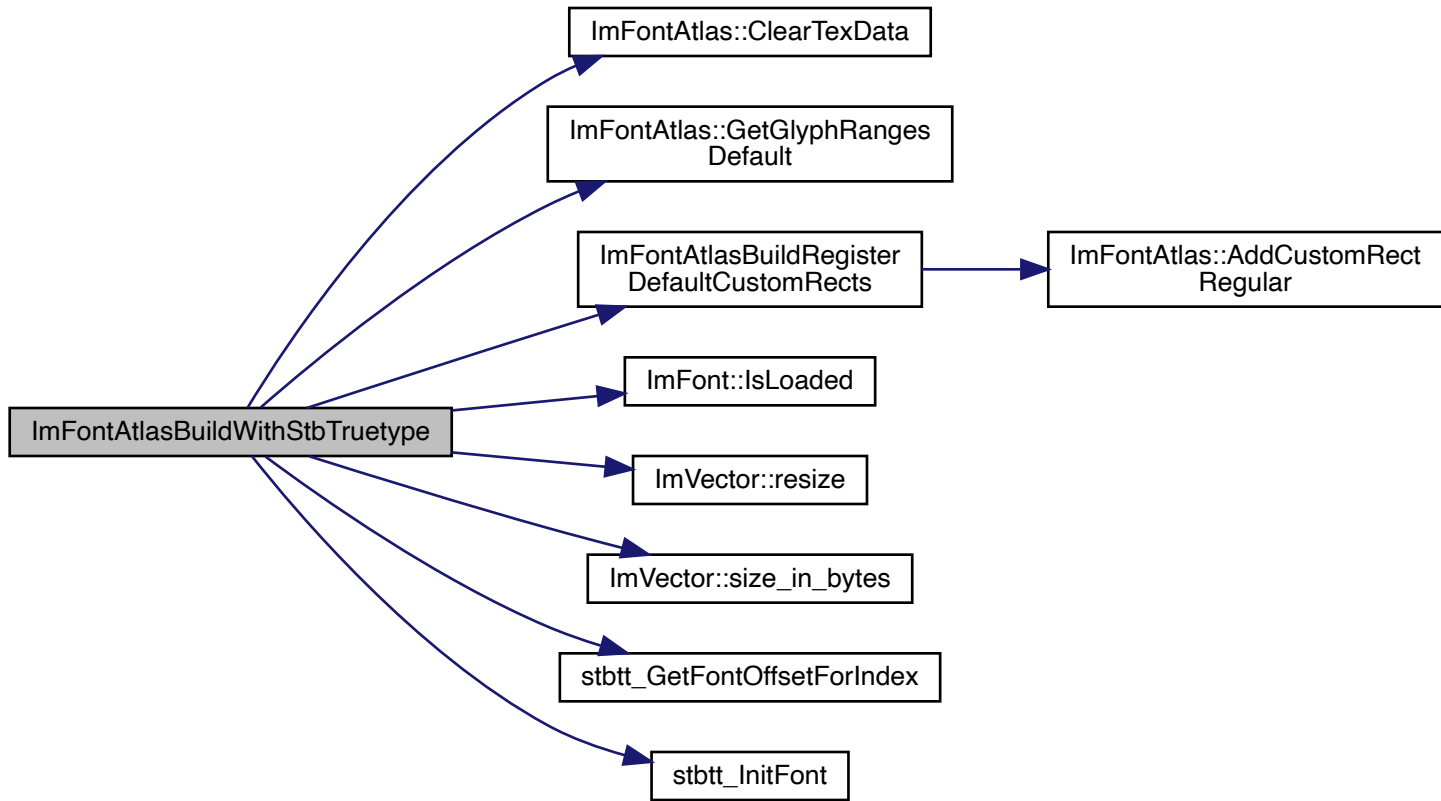 ImFontAtlas::ClearTexData
ImFontAtlas::GetGlyphRanges
Default
ImFontAtlasBuildRegister
DefaultCustomRects
ImFontAtlas::AddCustomRect
Regular
ImFont::IsLoaded
ImFontAtlasBuildWithStbTruetype
ImVector::resize
ImVector::size_in_bytes
stbtt_GetFontOffsetForIndex
stbtt_InitFont